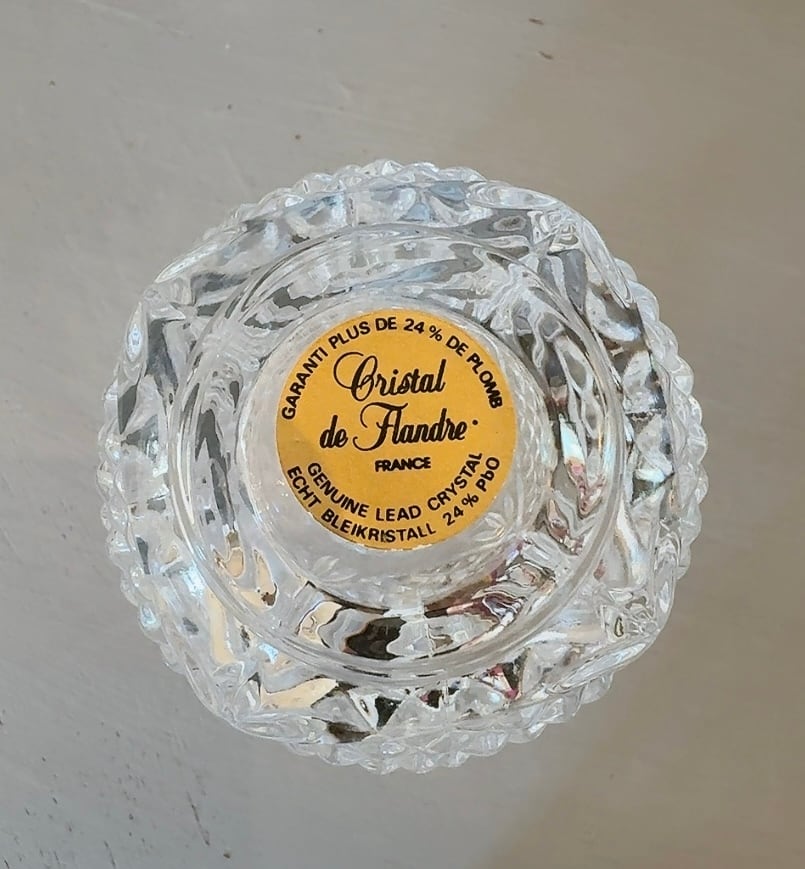 GARANTI PLUS DE 24% DE PLOMB
Cristal
de Flandre
FRANCE
GENUINE LEAD CRYSTAL
ECHT BLEIKRISTALL 24% PbO